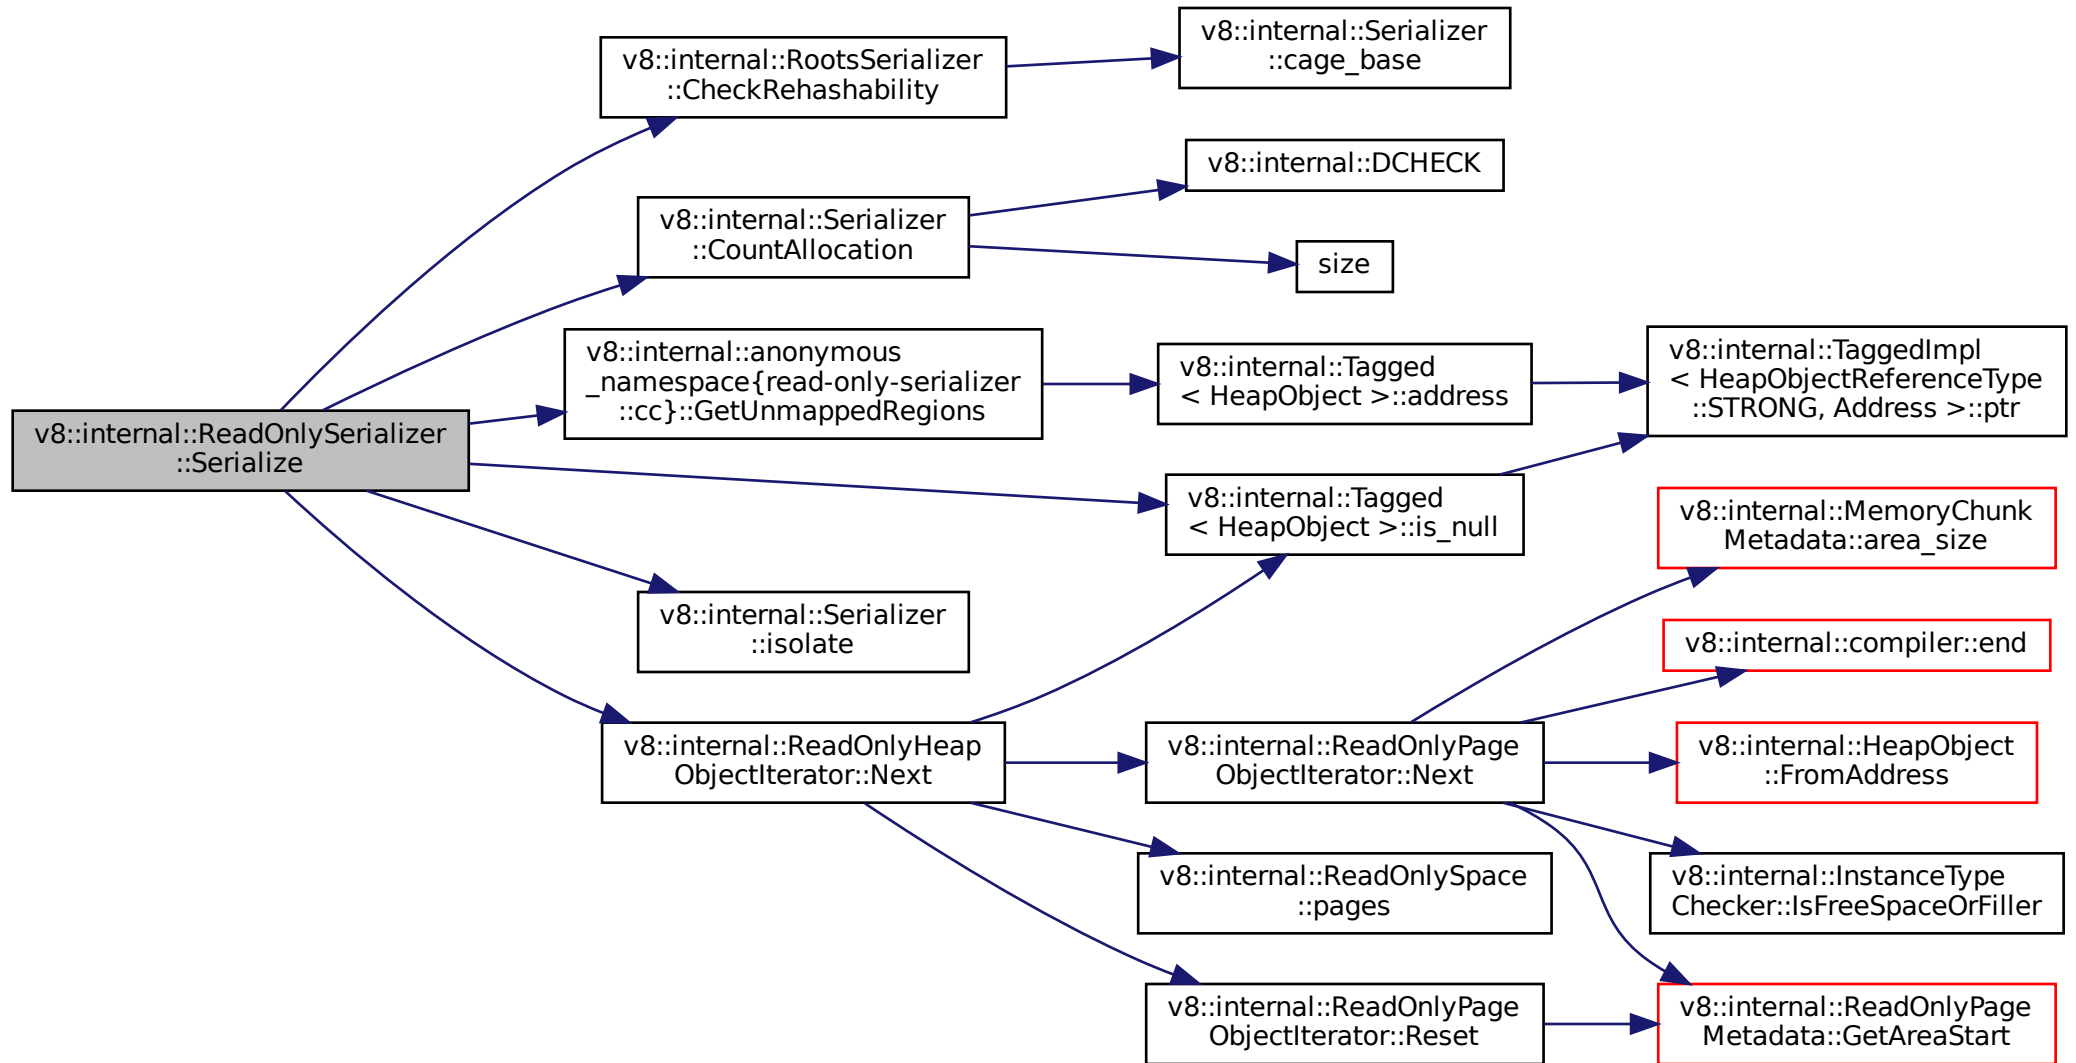 v8::internal::ReadOnlySerializer
::Serialize
v8::internal::RootsSerializer
::CheckRehashability
v8::internal::Serializer
::cage_base
v8::internal::Serializer
::CountAllocation
v8::internal::DCHECK
size
v8::internal::anonymous
_namespace{read-only-serializer
::cc}::GetUnmappedRegions
v8::internal::Tagged
< HeapObject >::address
v8::internal::TaggedImpl
< HeapObjectReferenceType
::STRONG, Address >::ptr
v8::internal::Tagged
< HeapObject >::is_null
v8::internal::Serializer
::isolate
v8::internal::ReadOnlyHeap
ObjectIterator::Next
v8::internal::ReadOnlyPage
ObjectIterator::Next
v8::internal::MemoryChunk
Metadata::area_size
v8::internal::compiler::end
v8::internal::HeapObject
::FromAddress
v8::internal::InstanceType
Checker::IsFreeSpaceOrFiller
v8::internal::ReadOnlySpace
::pages
v8::internal::ReadOnlyPage
ObjectIterator::Reset
v8::internal::ReadOnlyPage
Metadata::GetAreaStart